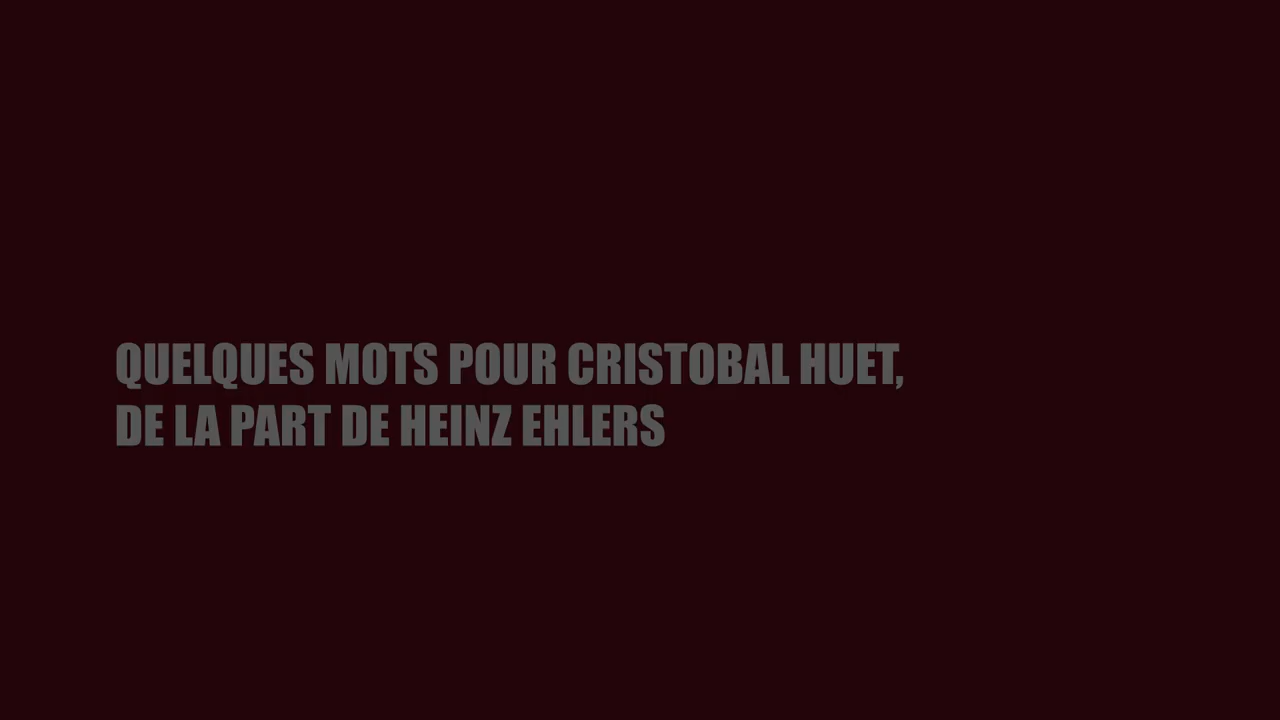 QUELQUES MOTS POUR CRISTOBAL HUET,
DE LA PART DE HEINZ EHLERS